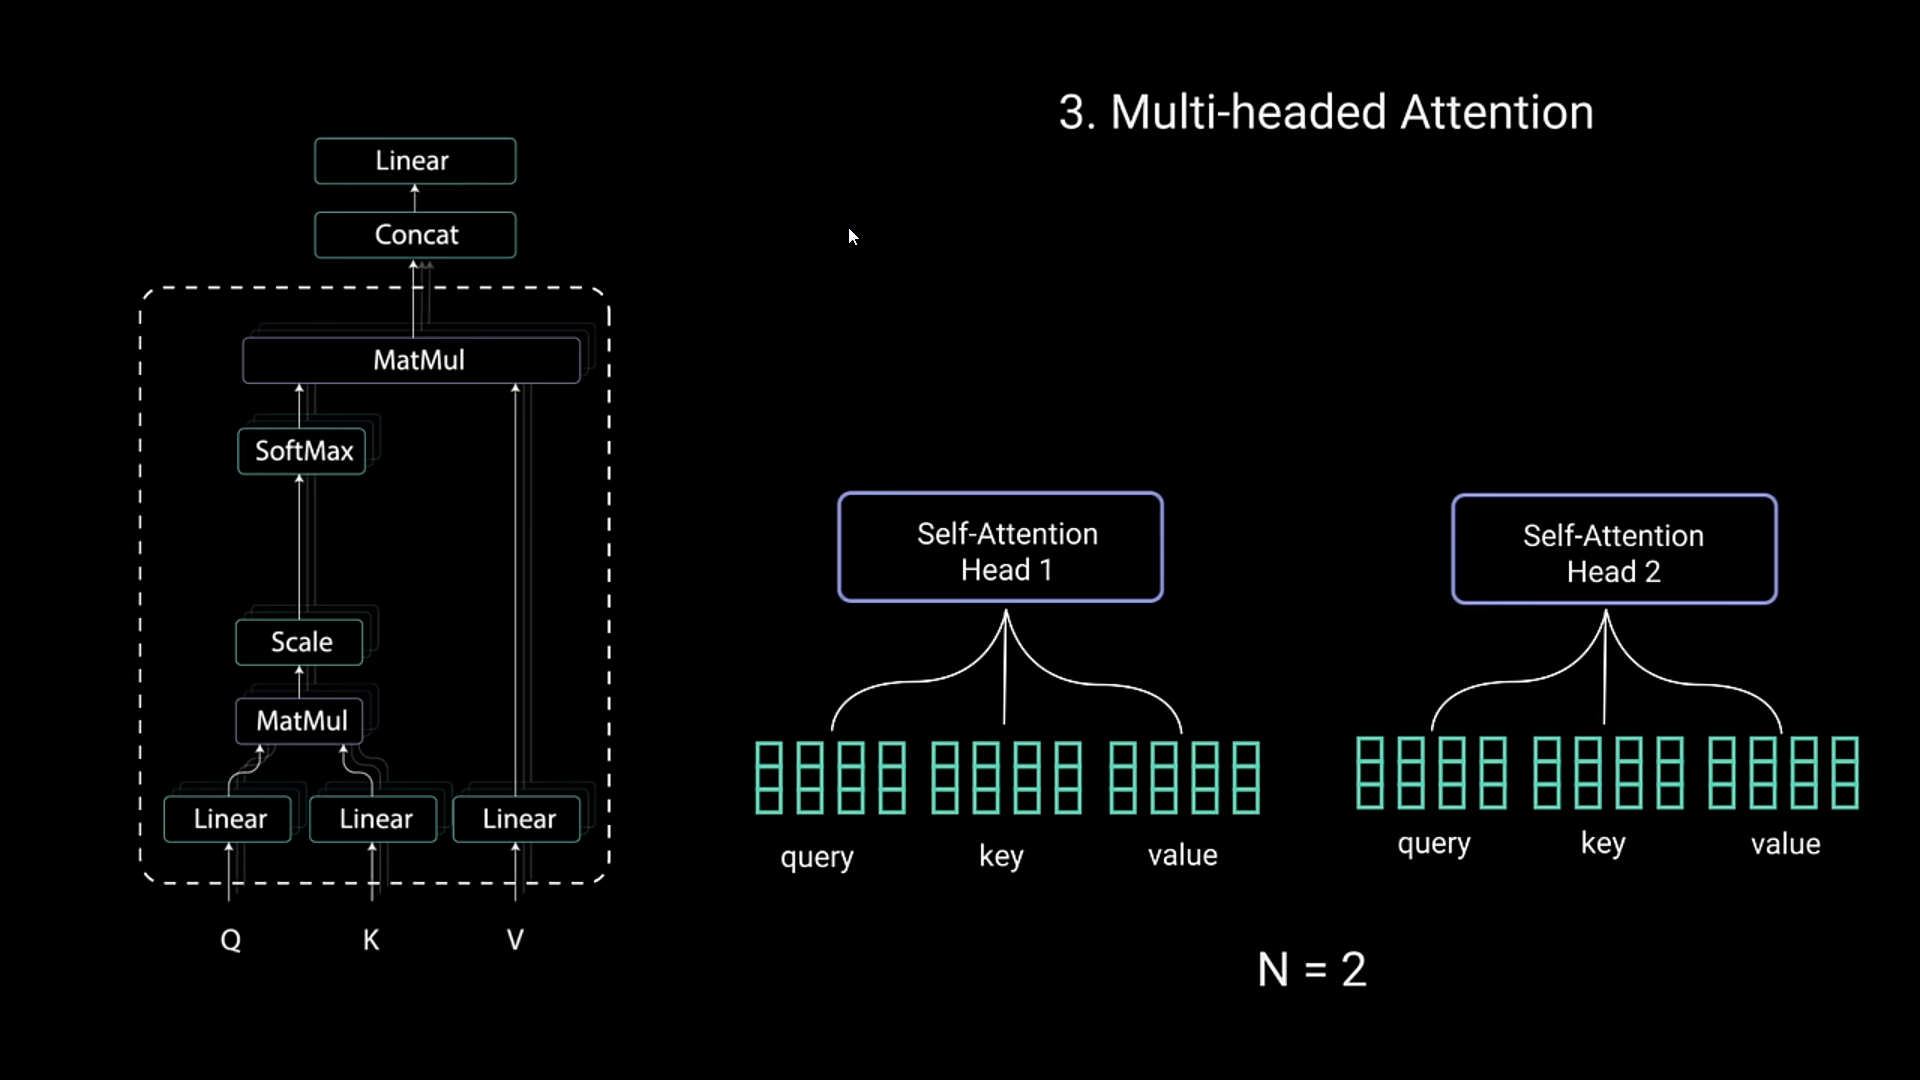 3. Multi-headed Attention
Linear
Concat
MatMul
SoftMax
Scale
MatMul
Linear Linear Linear
Q K V
Self-Attention
Head 1
query key value
Self-Attention
Head 2
query key value
N = 2